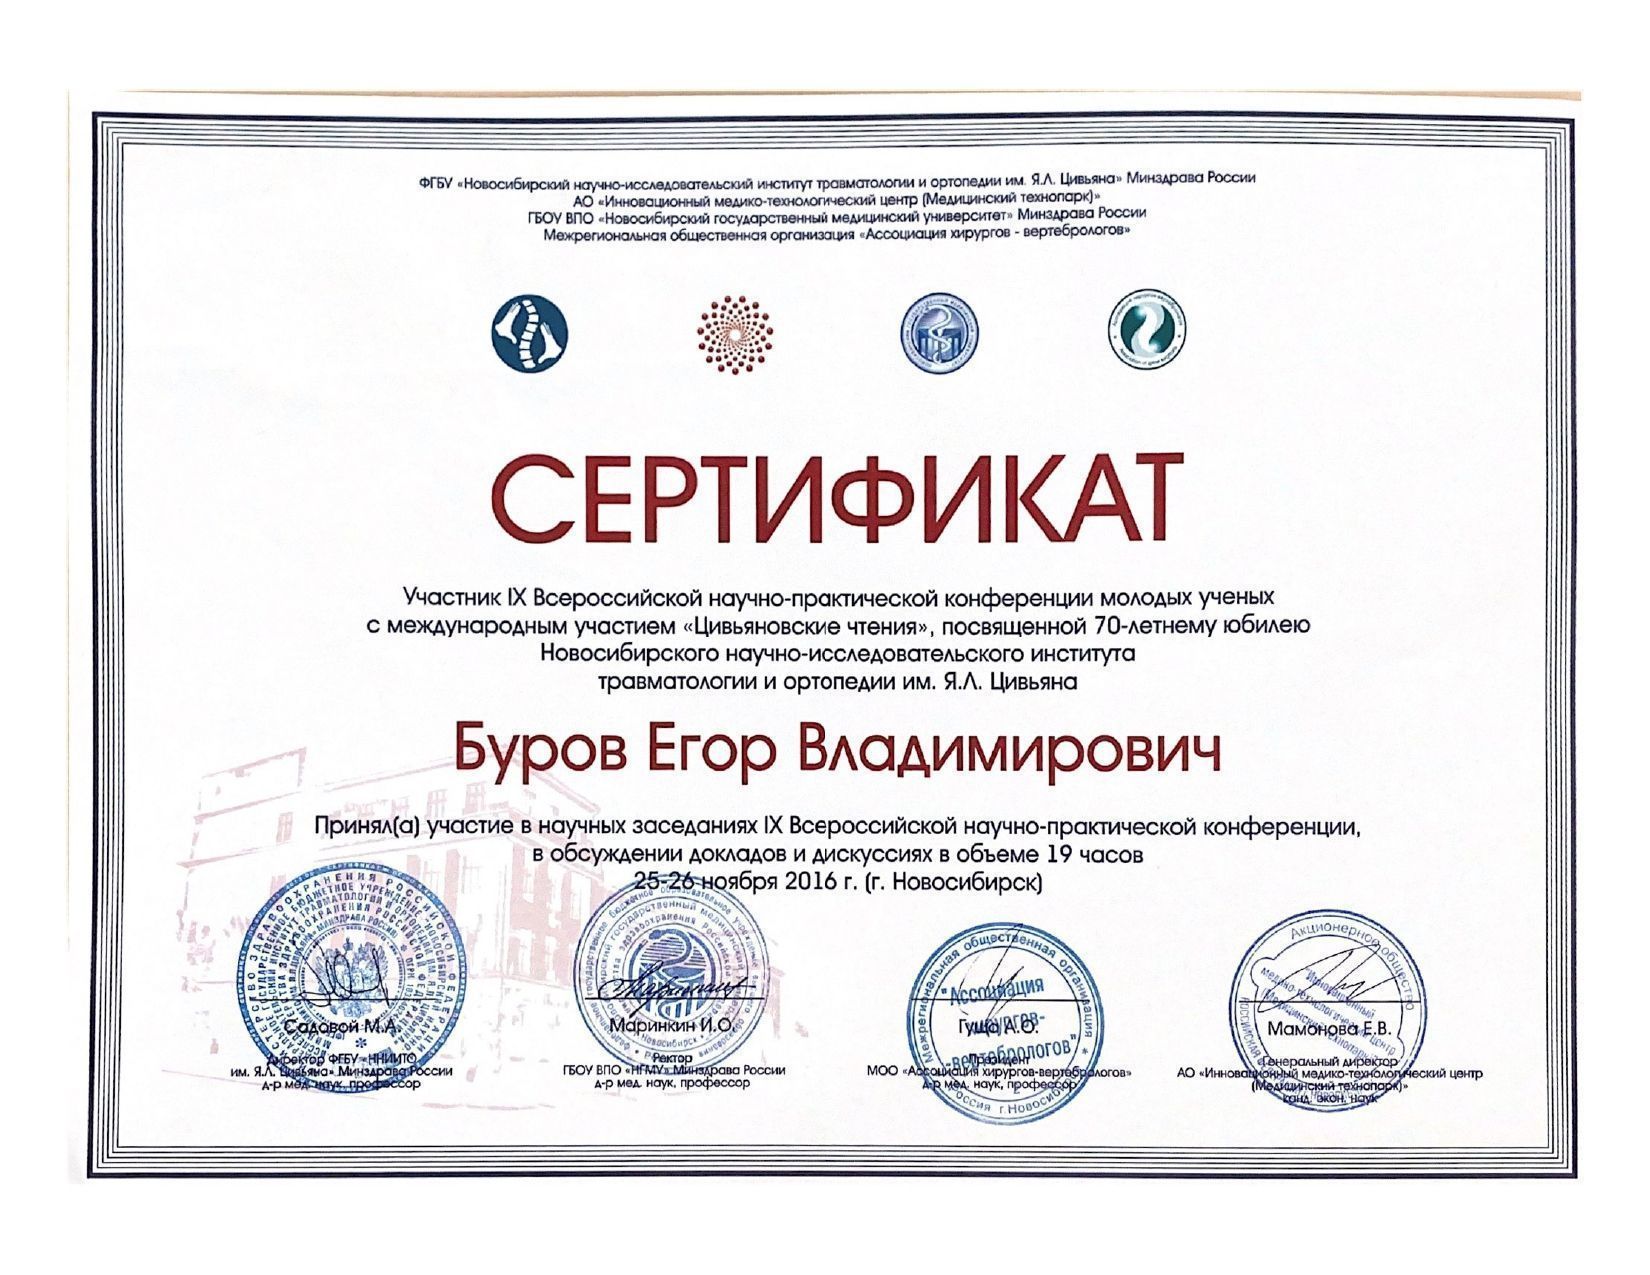 ФГБУ «Новосибирский научно-исследовательский институт травматологии и ортопедии им. Я.Л. Цивьяна» Минздрава России
АО «Инновационный медико-технологический центр (Медицинский технопарк)»
ГБОУ ВПО «Новосибирский государственный медицинский университет» Минздрава России
Межрегиональная общественная организация «Ассоциация хирургов - вертебрологов»
СЕРТИФИКАТ
Участник IX Всероссийской научно-практической конференции молодых ученых
с международным участием «Цивьяновские чтения», посвященной 70-летнему юбилею
Новосибирского научно-исследовательского института
травматологии и ортопедии им. Я.Л. Цивьяна
Буров Егор Владимирович
Принял(а) участие в научных заседаниях IX Всероссийской научно-практической конференции,
в обсуждении докладов и дискуссиях в объеме 19 часов
25-26 ноября 2016 г. (г. Новосибирск)
Садовой М.А.
Директор ФГБУ «ННИИТО
им. Я.Л. Цивьяна» Минздрава России
д-р мед. наук, профессор
Маринкин И.О.
Ректор
ГБОУ ВПО «НГМУ» Минздрава России
д-р мед. наук, профессор
Межрегиональная общественная организация
"Ассоциация
хирургов-
-вертебрологов"
Россия г.Новосибирск
Гуща А.О.
Президент
МОО «Ассоциация хирургов-вертебрологов»
д-р мед. наук, профессор
Акционерное общество
"Инновационный
медико-технологический центр
Мамонова Е.В.
Генеральный директор
АО «Инновационный медико-технологический центр
(Медицинский технопарк)»
канд. экон. наук